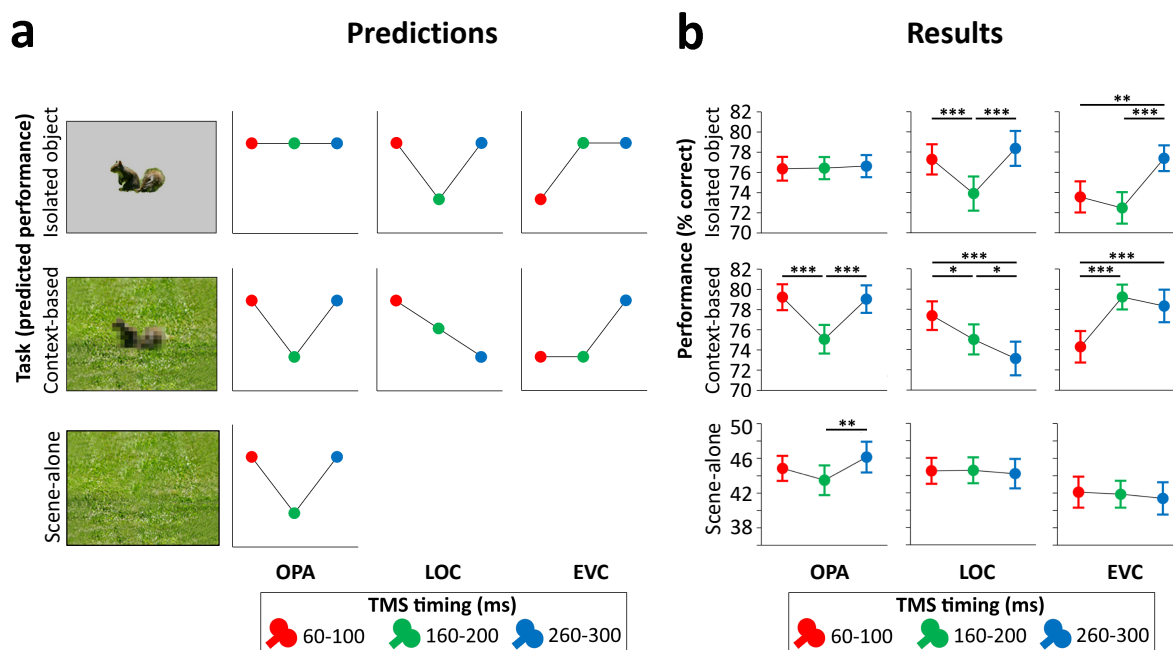 a
Predictions
Task (predicted performance)
Isolated object
Context-based
Scene-alone
OPA
LOC
EVC
TMS timing (ms)
60-100
160-200
260-300
b
Results
Performance (% correct)
Isolated object
82
80
78
76
74
72
70
***
***
**
***
Context-based
82
80
78
76
74
72
70
***
***
***
*
*
***
***
Scene-alone
50
46
42
38
**
OPA
LOC
EVC
TMS timing (ms)
60-100
160-200
260-300